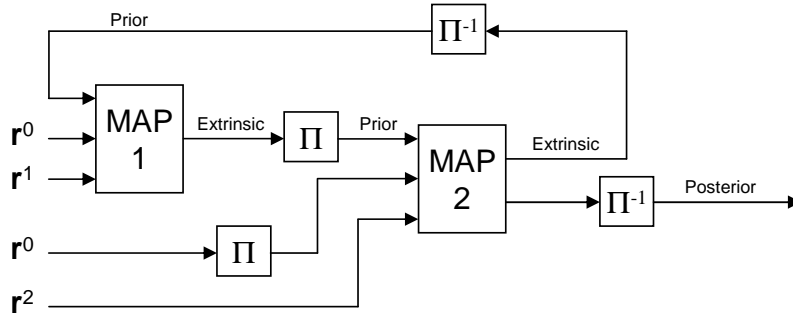 Prior
Π⁻¹
MAP 1
r⁰
r¹
Extrinsic
Π
Prior
MAP 2
Extrinsic
Π⁻¹
Posterior
r⁰
Π
r²